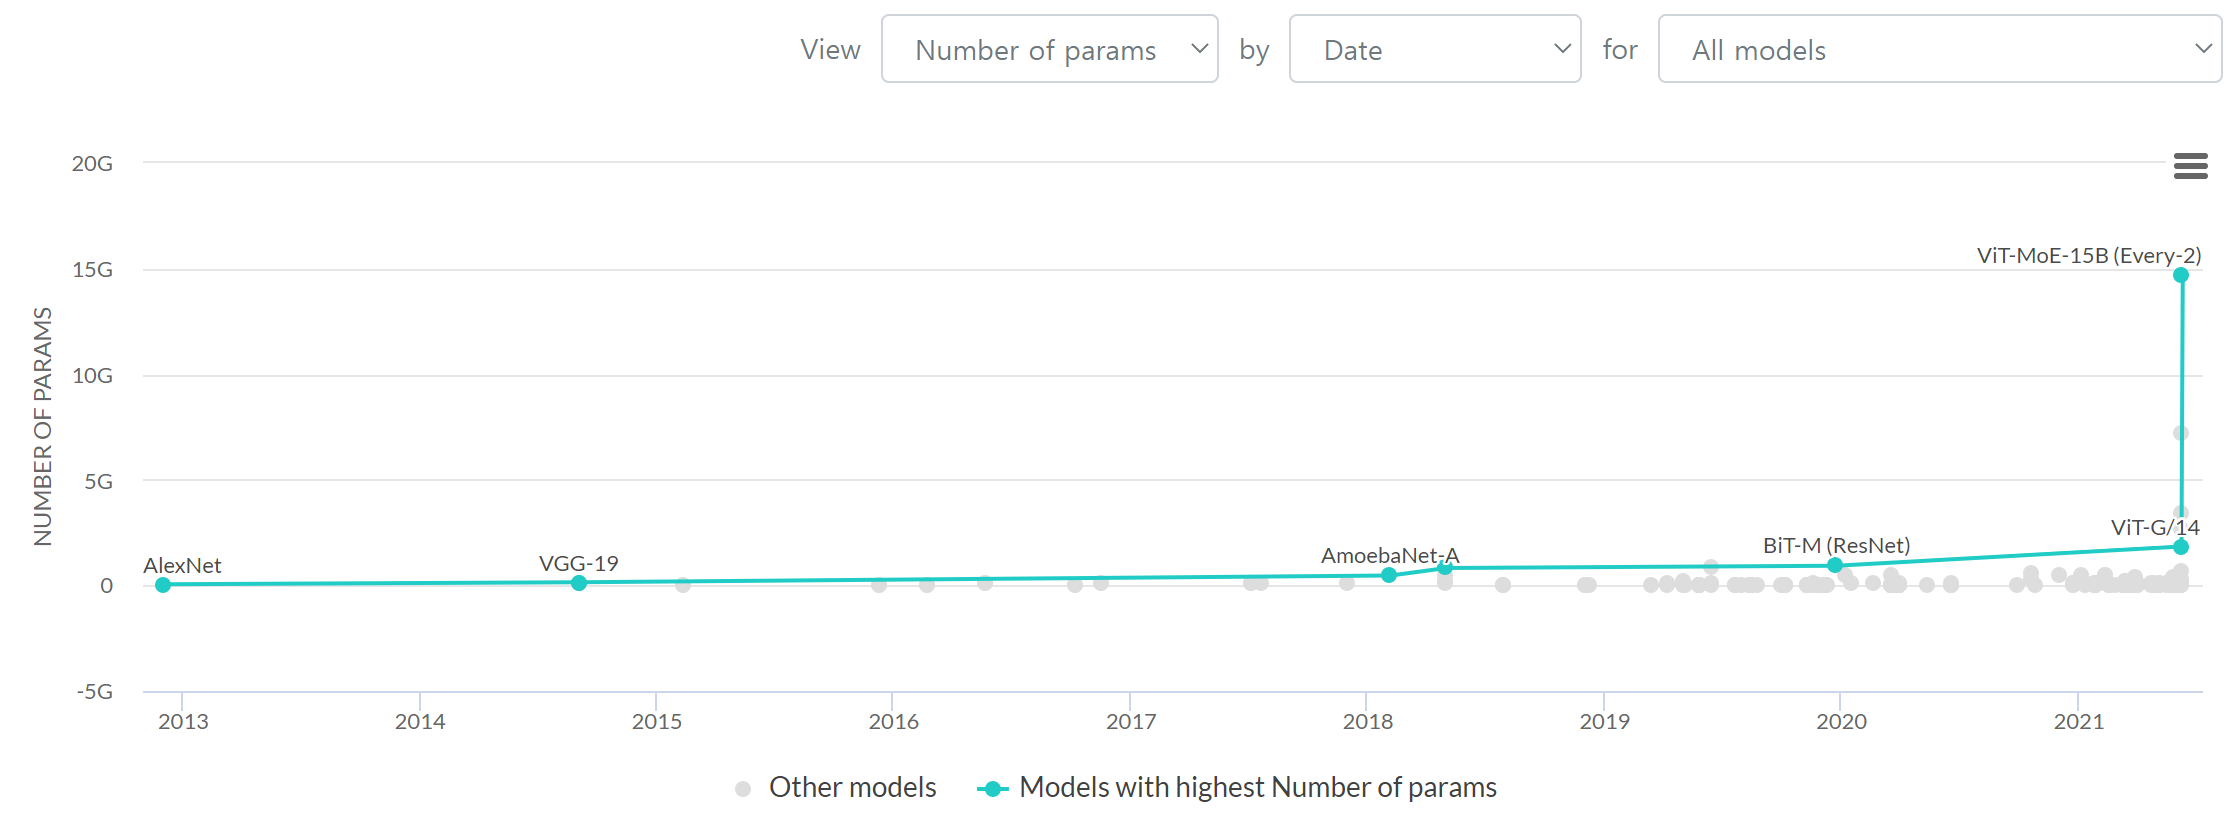 View Number of params by Date for All models
20G
15G
10G
5G
0
-5G
NUMBER OF PARAMS
ViT-MoE-15B (Every-2)
ViT-G/14
BiT-M (ResNet)
AmoebaNet-A
VGG-19
AlexNet
2013 2014 2015 2016 2017 2018 2019 2020 2021
Other models Models with highest Number of params